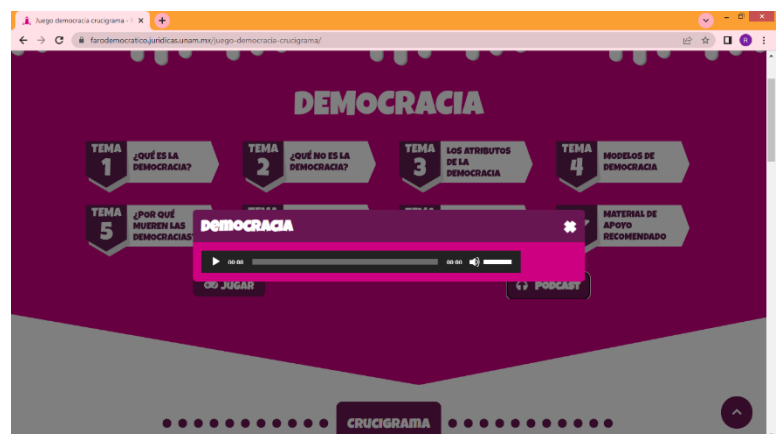 Juego democracia crucigrama - F
farodemocratico.juridicas.unam.mx/juego-democracia-crucigrama/
R
DEMOCRACIA
TEMA 1
¿QUÉ ES LA
DEMOCRACIA?
TEMA 2
¿QUÉ NO ES LA
DEMOCRACIA?
TEMA 3
LOS ATRIBUTOS
DE LA
DEMOCRACIA
TEMA 4
MODELOS DE
DEMOCRACIA
TEMA 5
¿POR QUÉ
MUEREN LAS
DEMOCRACIAS
MATERIAL DE
APOYO
RECOMENDADO
DEMOCRACIA
00:00
00:00
JUGAR
PODCAST
CRUCIGRAMA